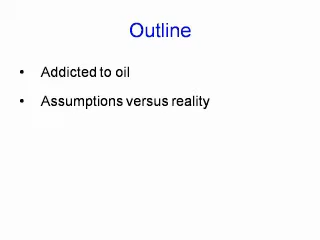 Outline
• Addicted to oil
• Assumptions versus reality